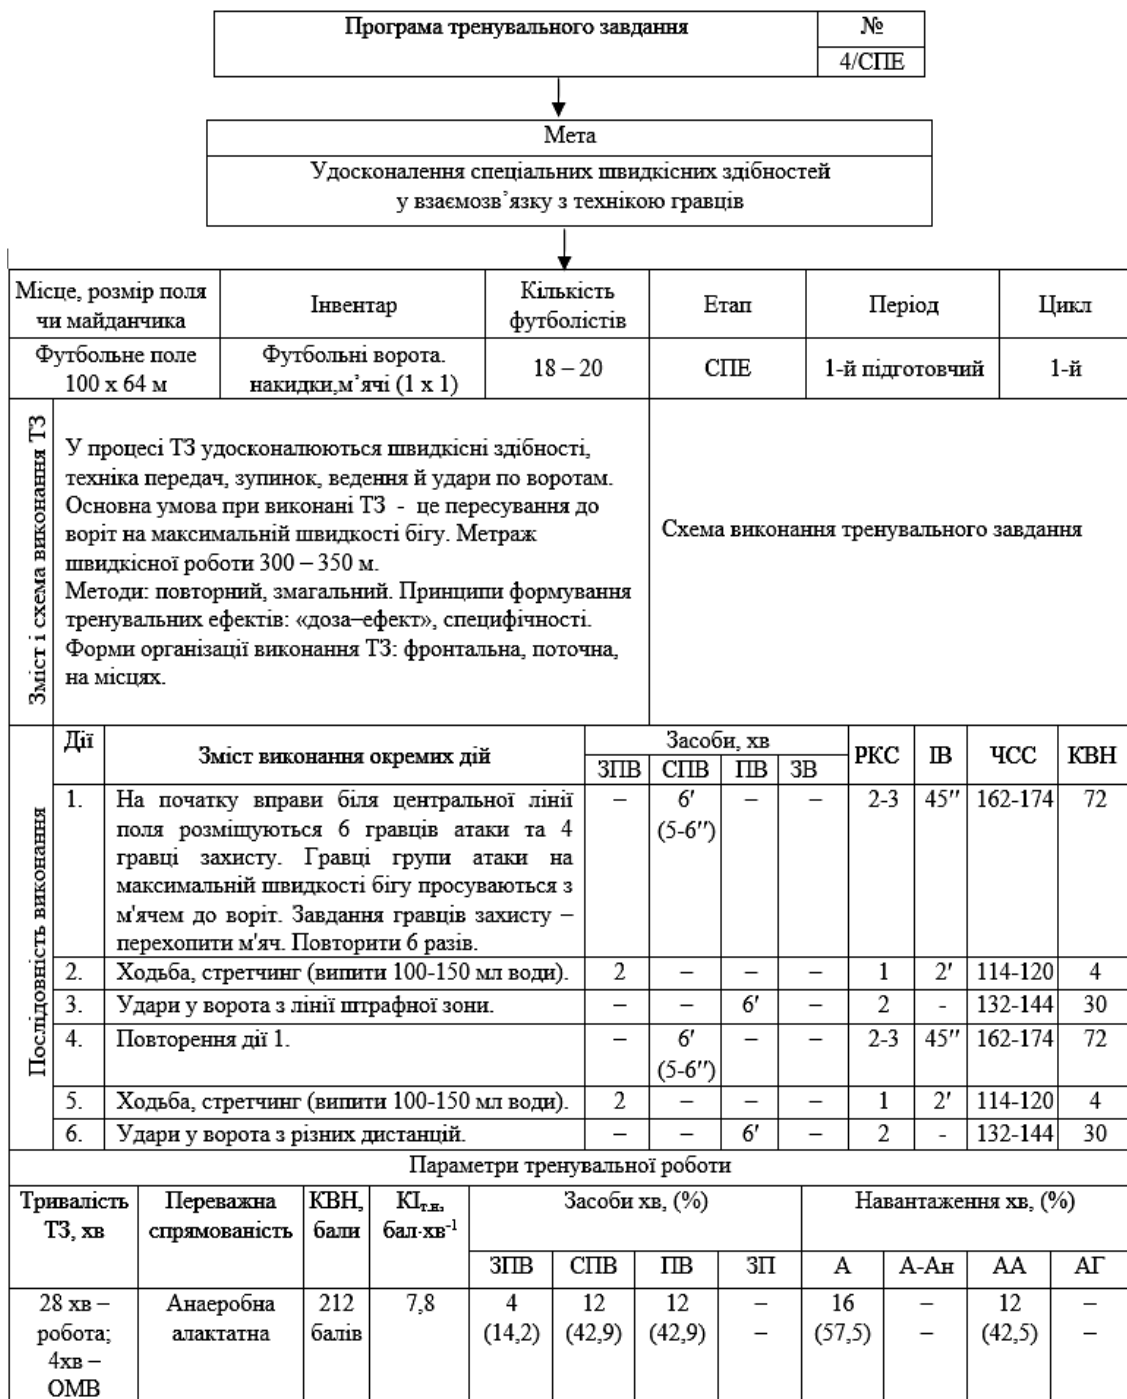 Програма тренувального завдання
№
4/СПЕ
Мета
Удосконалення спеціальних швидкісних здібностей
у взаємозв’язку з технікою гравців
Місце, розмір поля
чи майданчика
Інвентар
Кількість
футболістів
Етап
Період
Цикл
Футбольне поле
100 х 64 м
Футбольні ворота.
накидки,м’ячі (1 х 1)
18 – 20
СПЕ
1-й підготовчий
1-й
Зміст і схема виконання ТЗ
У процесі ТЗ удосконалюються швидкісні здібності,
техніка передач, зупинок, ведення й удари по воротам.
Основна умова при виконані ТЗ - це пересування до
воріт на максимальній швидкості бігу. Метраж
швидкісної роботи 300 – 350 м.
Методи: повторний, змагальний. Принципи формування
тренувальних ефектів: «доза–ефект», специфічності.
Форми організації виконання ТЗ: фронтальна, поточна,
на місцях.
Схема виконання тренувального завдання
Послідовність виконання
Дії
Зміст виконання окремих дій
Засоби, хв
ЗПВ СПВ ПВ ЗВ
РКС
ІВ
ЧСС
КВН
1. На початку вправи біля центральної лінії – 6′ – – 2-3 45′′ 162-174 72
поля розміщуються 6 гравців атаки та 4 (5-6′′)
гравці захисту. Гравці групи атаки на
максимальній швидкості бігу просуваються з
м'ячем до воріт. Завдання гравців захисту –
перехопити м'яч. Повторити 6 разів.
2. Ходьба, стретчинг (випити 100-150 мл води). 2 – – – 1 2′ 114-120 4
3. Удари у ворота з лінії штрафної зони. – – 6′ – 2 - 132-144 30
4. Повторення дії 1. – 6′ – – 2-3 45′′ 162-174 72
(5-6′′)
5. Ходьба, стретчинг (випити 100-150 мл води). 2 – – – 1 2′ 114-120 4
6. Удари у ворота з різних дистанцій. – – 6′ – 2 - 132-144 30
Параметри тренувальної роботи
Тривалість
ТЗ, хв
Переважна
спрямованість
КВН,
бали
КІт.н,
бал·хв-1
Засоби хв, (%)
Навантаження хв, (%)
ЗПВ СПВ ПВ ЗП А А-Ан АА АГ
28 хв –
робота;
4хв –
ОМВ
Анаеробна
алактатна
212
балів
7,8
4 12 12 – 16 – 12 –
(14,2) (42,9) (42,9) – (57,5) – (42,5) –